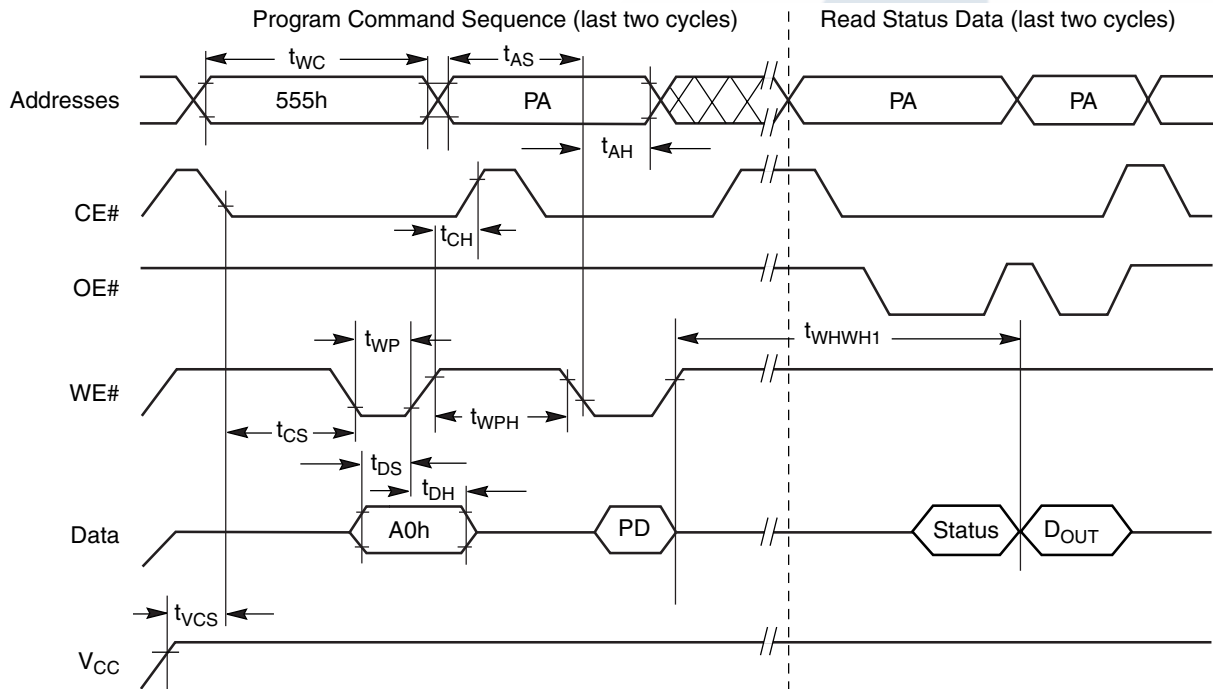 Program Command Sequence (last two cycles)
Read Status Data (last two cycles)
tWC
tAS
Addresses
555h
PA
PA
PA
tAH
CE#
tCH
OE#
tWP
tWHWH1
WE#
tCS
tWPH
tDS
tDH
Data
A0h
PD
Status
DOUT
tVCS
VCC